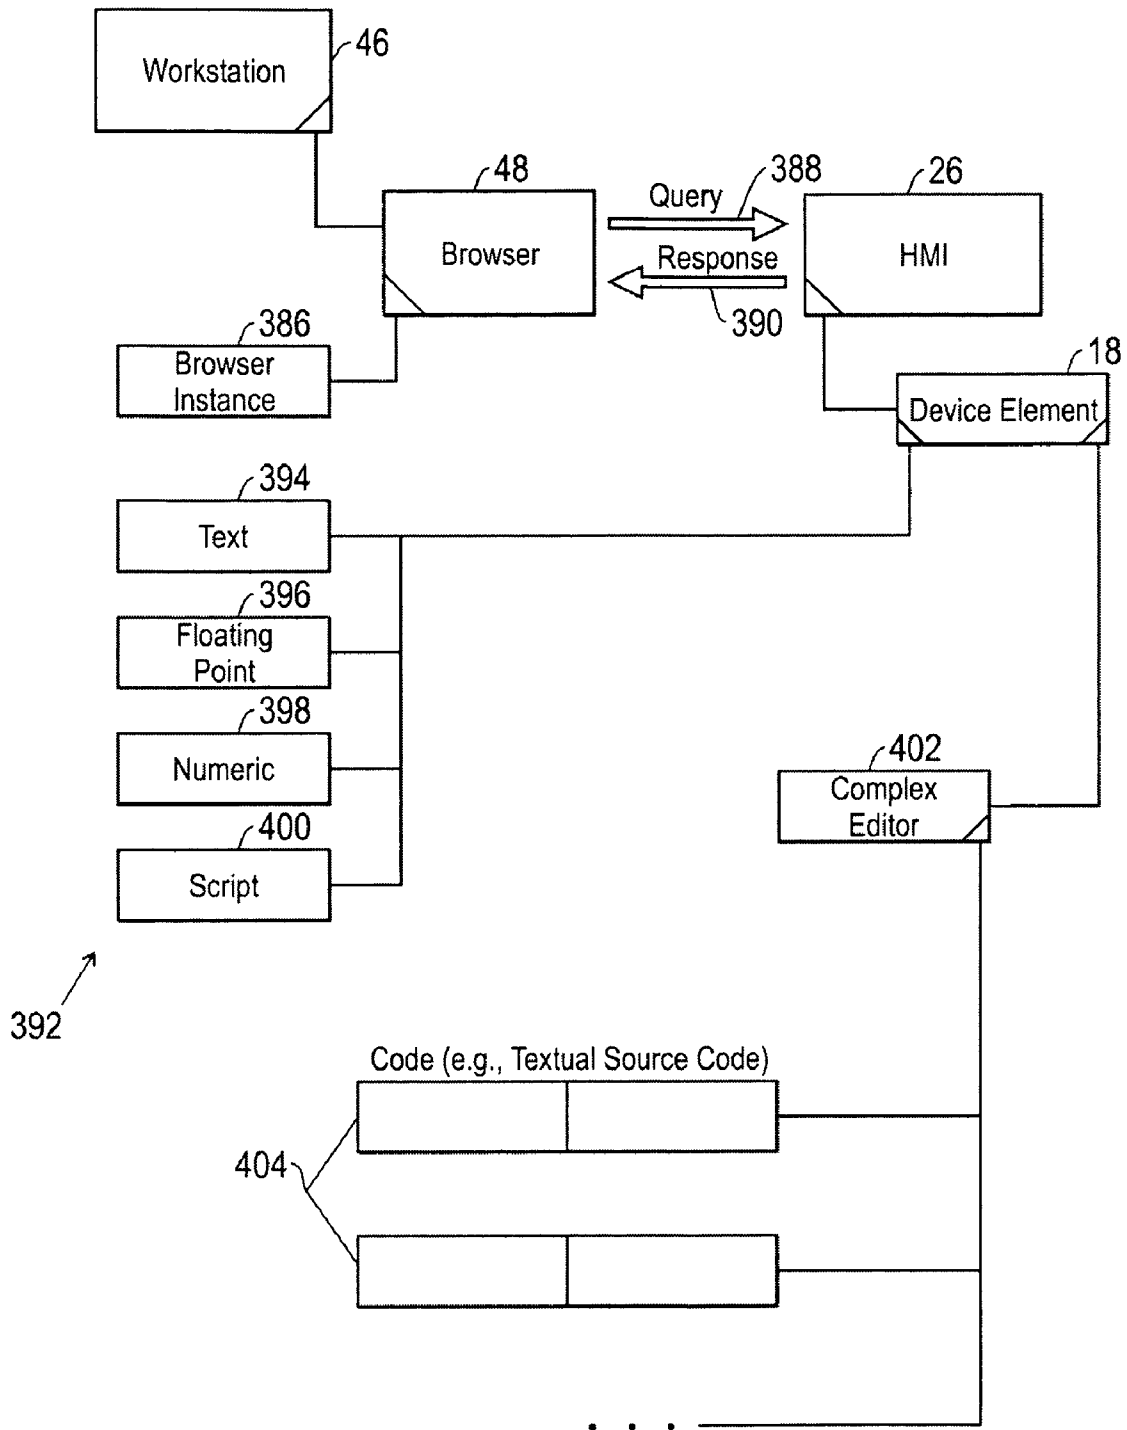 46
Workstation
48
388
26
Query
Browser
Response
HMI
390
386
Browser
Instance
18
Device Element
394
Text
396
Floating
Point
398
Numeric
402
Complex
Editor
400
Script
392
Code (e.g., Textual Source Code)
404
. . .